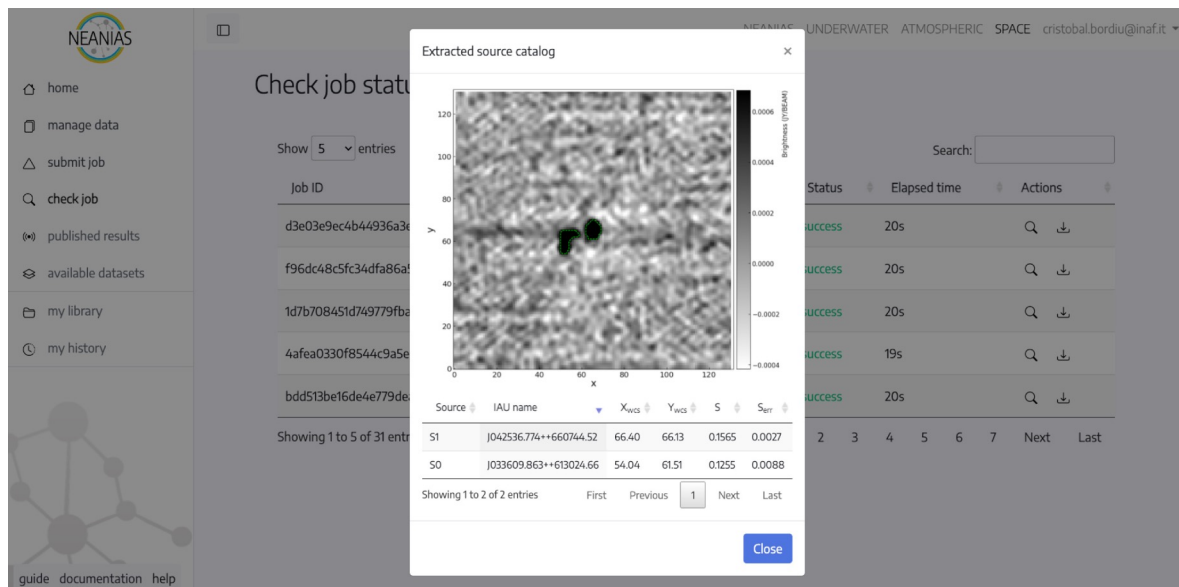 NEANIAS
NEANIAS UNDERWATER ATMOSPHERIC SPACE cristobal.bordiu@inaf.it
home
manage data
submit job
check job
published results
available datasets
my library
my history
guide documentation help
Check job statu
Show 5 entries
Search:
Job ID Status Elapsed time Actions
d3e03e9ec4b44936a3e success 20s
f96dc48c5fc34dfa86a5 success 20s
1d7b708451d749779fba success 20s
4afea0330f8544c9a5e success 19s
bdd513be16de4e779de success 20s
Showing 1 to 5 of 31 entr
2 3 4 5 6 7 Next Last
Extracted source catalog ×
120
100
80
60
40
20
0
y
0 20 40 60 80 100 120
x
0.0006
0.0004
0.0002
0.0000
−0.0002
−0.0004
Brightness (JY/BEAM)
Source IAU name Xwcs Ywcs S Serr
S1 J042536.774++660744.52 66.40 66.13 0.1565 0.0027
S0 J033609.863++613024.66 54.04 61.51 0.1255 0.0088
Showing 1 to 2 of 2 entries First Previous 1 Next Last
Close